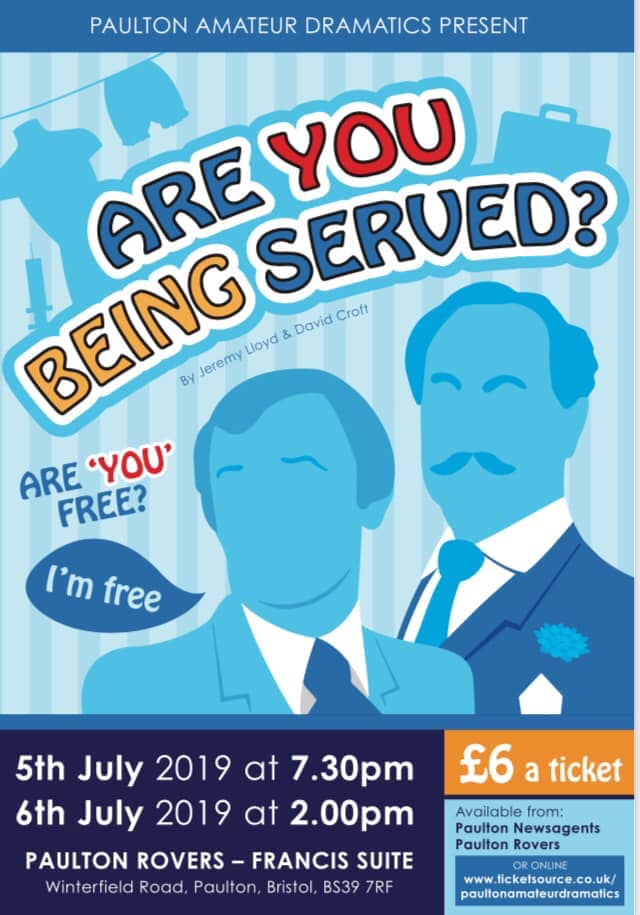 PAULTON AMATEUR DRAMATICS PRESENT
ARE YOU
BEING SERVED?
By Jeremy Lloyd & David Croft
ARE 'YOU'
FREE?
I'm free
5th July 2019 at 7.30pm
6th July 2019 at 2.00pm
PAULTON ROVERS – FRANCIS SUITE
Winterfield Road, Paulton, Bristol, BS39 7RF
£6 a ticket
Available from:
Paulton Newsagents
Paulton Rovers
OR ONLINE
www.ticketsource.co.uk/
paultonamateurdramatics